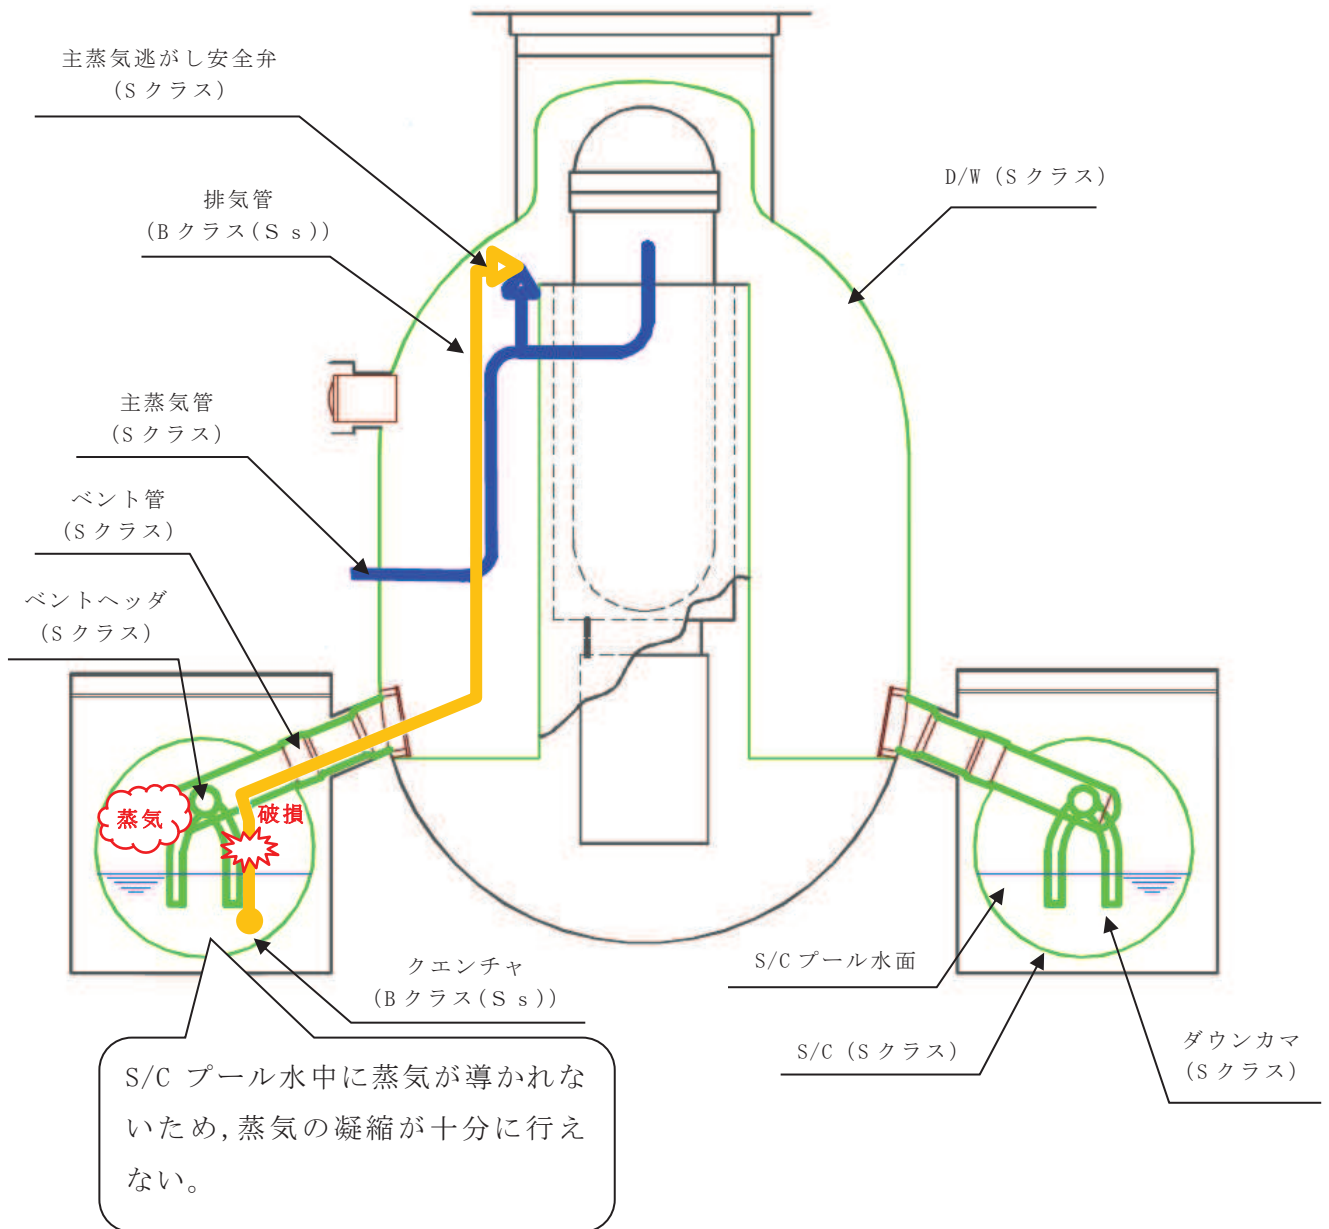 主蒸気逃がし安全弁
(Sクラス)
排気管
(Bクラス(Ss))
D/W (Sクラス)
主蒸気管
(Sクラス)
ベント管
(Sクラス)
ベントヘッダ
(Sクラス)
蒸気
破損
クエンチャ
(Bクラス(Ss))
S/Cプール水面
S/C (Sクラス)
ダウンカマ
(Sクラス)
S/C プール水中に蒸気が導かれな
いため,蒸気の凝縮が十分に行え
ない。